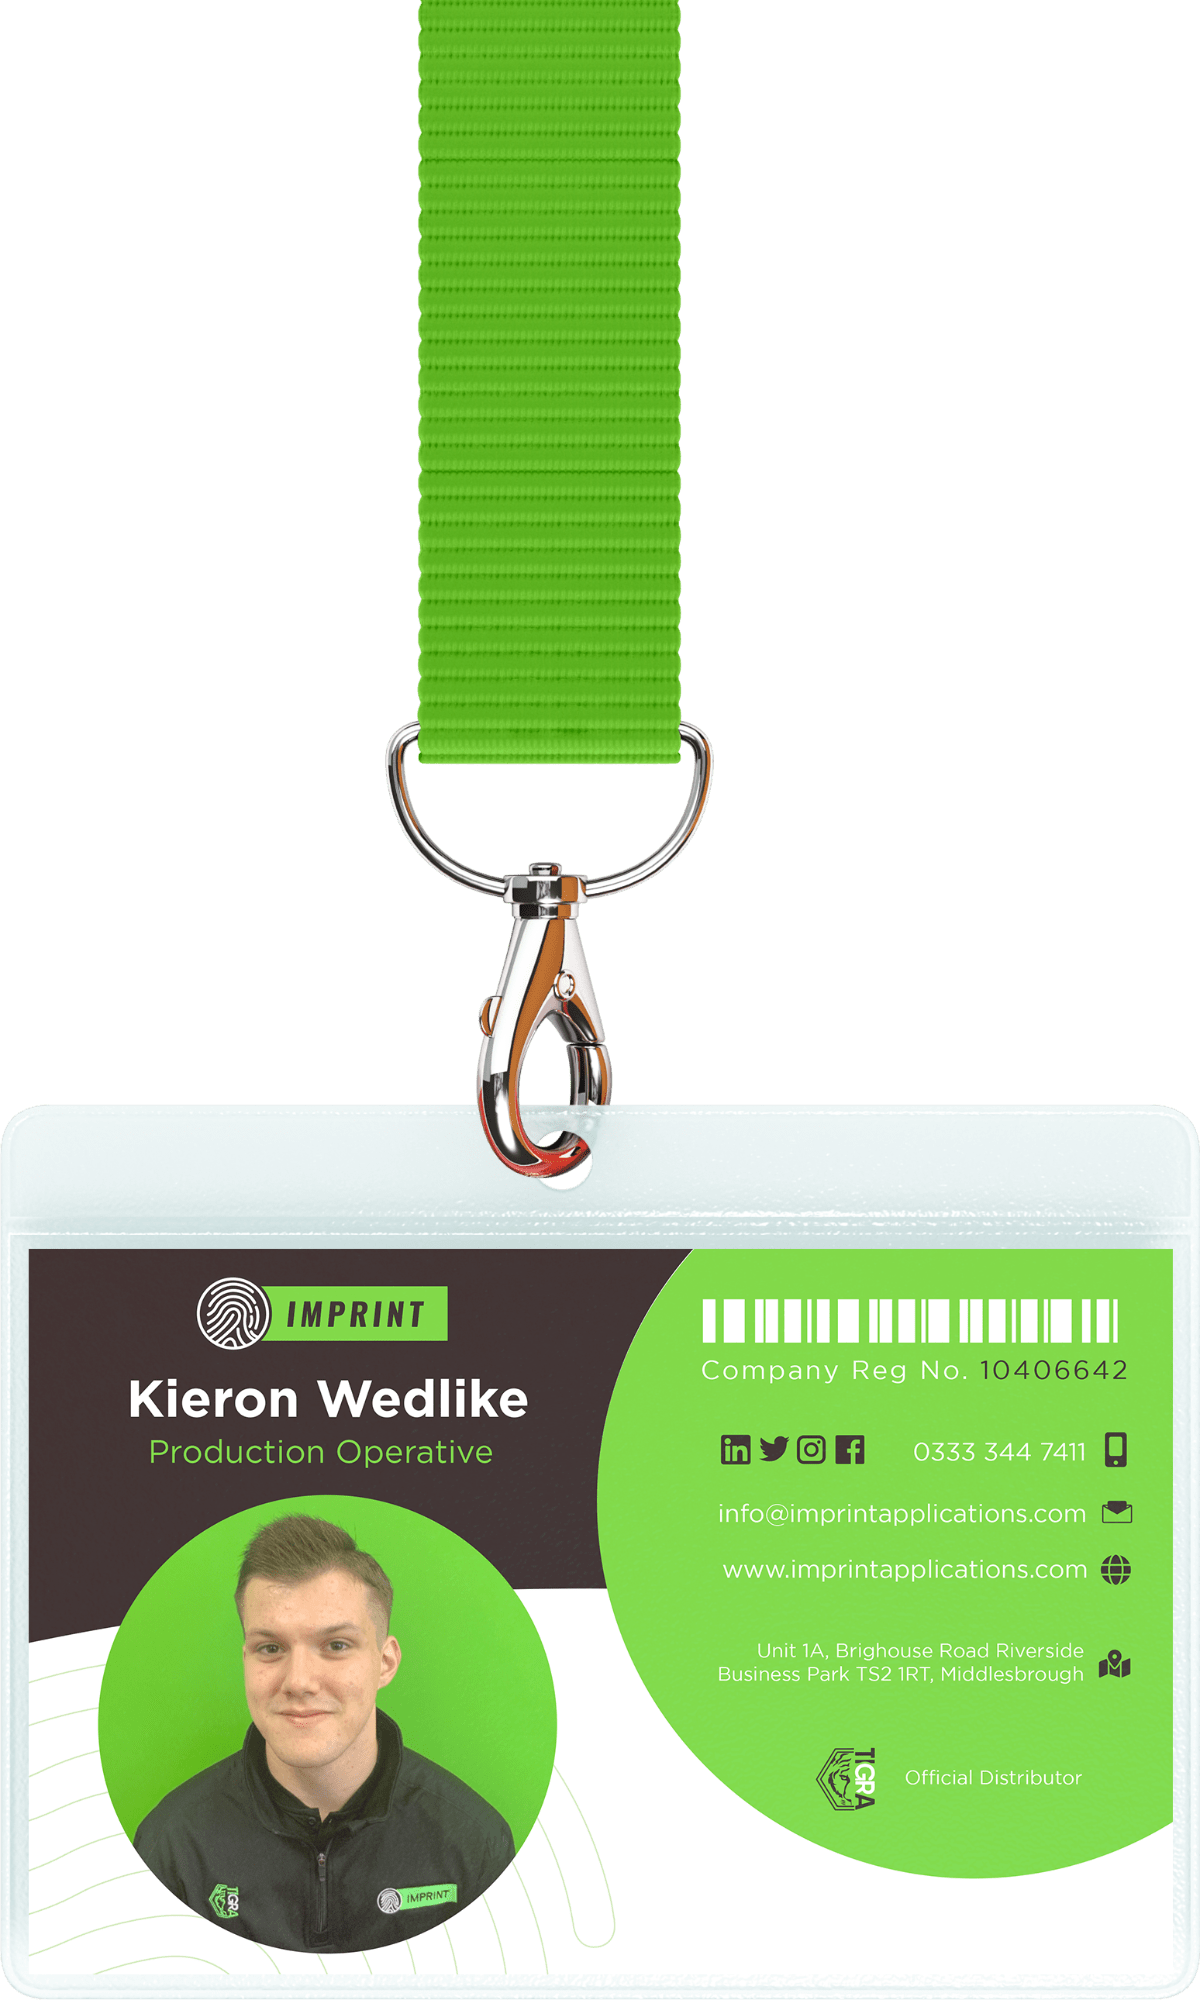 IMPRINT
Kieron Wedlike
Production Operative
Company Reg No. 10406642
0333 344 7411
info@imprintapplications.com
www.imprintapplications.com
Unit 1A, Brighouse Road Riverside
Business Park TS2 1RT, Middlesbrough
TIGRA
Official Distributor
TIGRA
IMPRINT